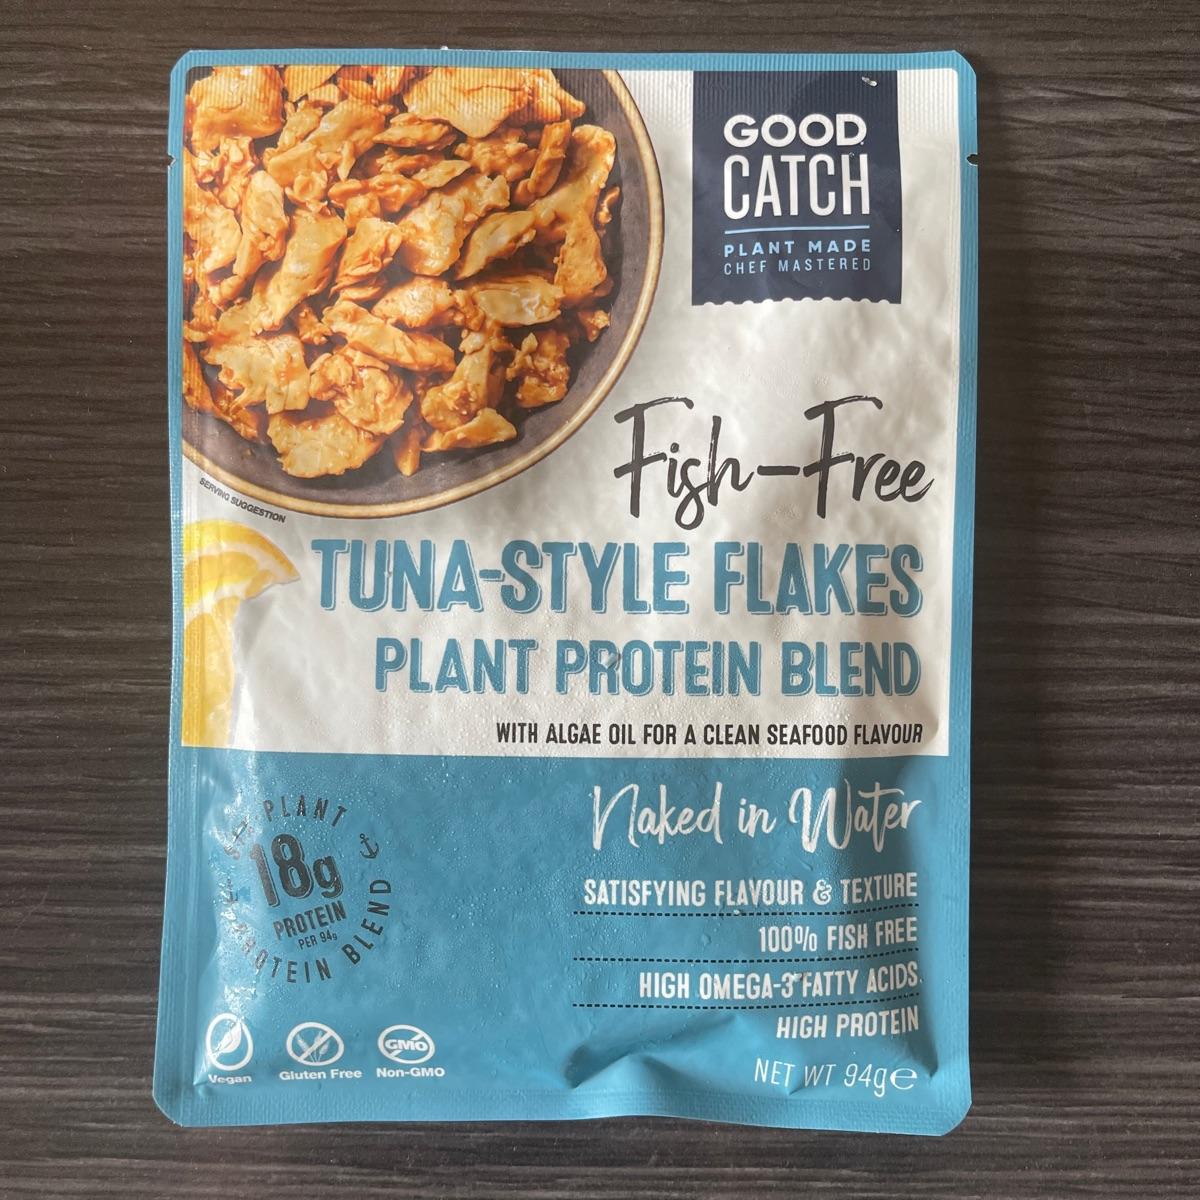 GOOD
CATCH
PLANT MADE
CHEF MASTERED
Fish-Free
SERVING SUGGESTION
TUNA-STYLE FLAKES
PLANT PROTEIN BLEND
WITH ALGAE OIL FOR A CLEAN SEAFOOD FLAVOUR
Naked in Water
PLANT
18g
PROTEIN
PER 94g
PROTEIN BLEND
SATISFYING FLAVOUR & TEXTURE
100% FISH FREE
HIGH OMEGA-3 FATTY ACIDS
HIGH PROTEIN
Vegan
Gluten Free
GMO
Non-GMO
NET WT 94g e